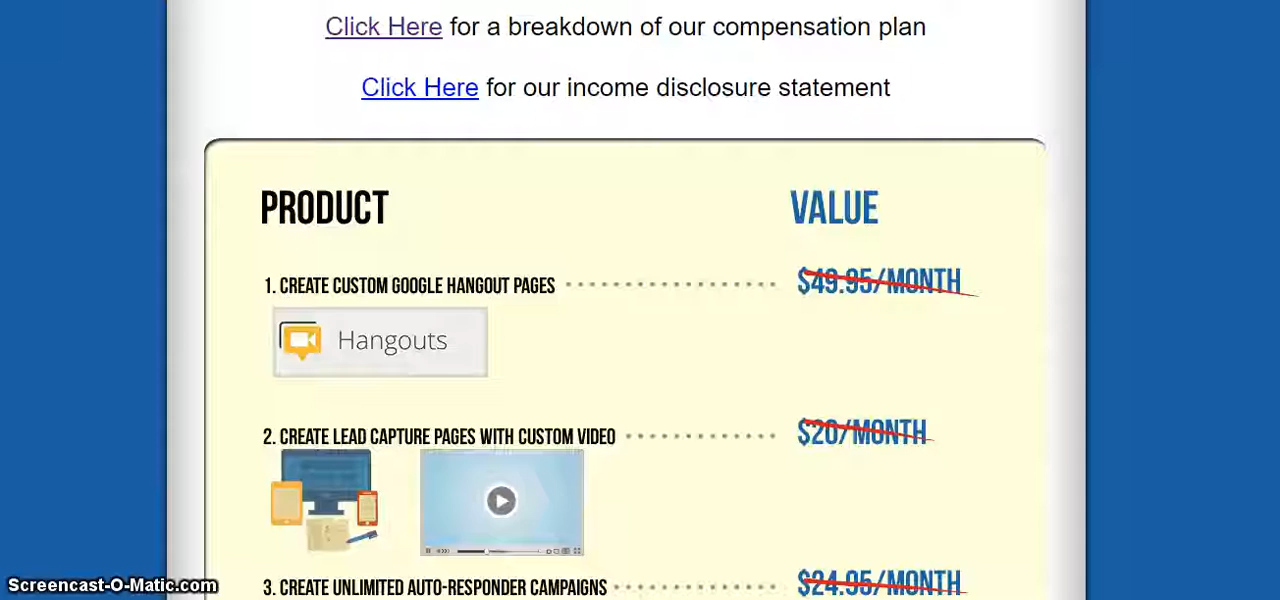 Click Here for a breakdown of our compensation plan
Click Here for our income disclosure statement
PRODUCT VALUE
1. CREATE CUSTOM GOOGLE HANGOUT PAGES $49.95/MONTH
Hangouts
2. CREATE LEAD CAPTURE PAGES WITH CUSTOM VIDEO $20/MONTH
3. CREATE UNLIMITED AUTO-RESPONDER CAMPAIGNS $24.95/MONTH
Screencast-O-Matic.com